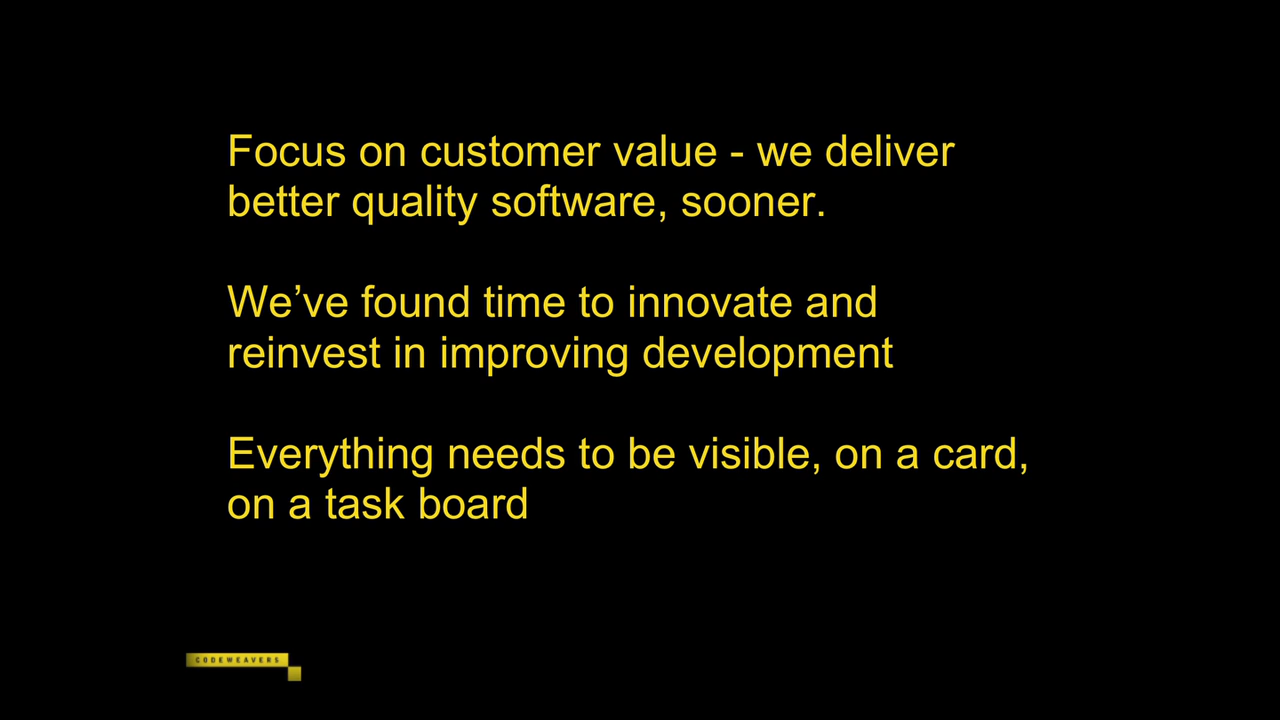 Focus on customer value - we deliver
better quality software, sooner.
We’ve found time to innovate and
reinvest in improving development
Everything needs to be visible, on a card,
on a task board
CODEWEAVERS